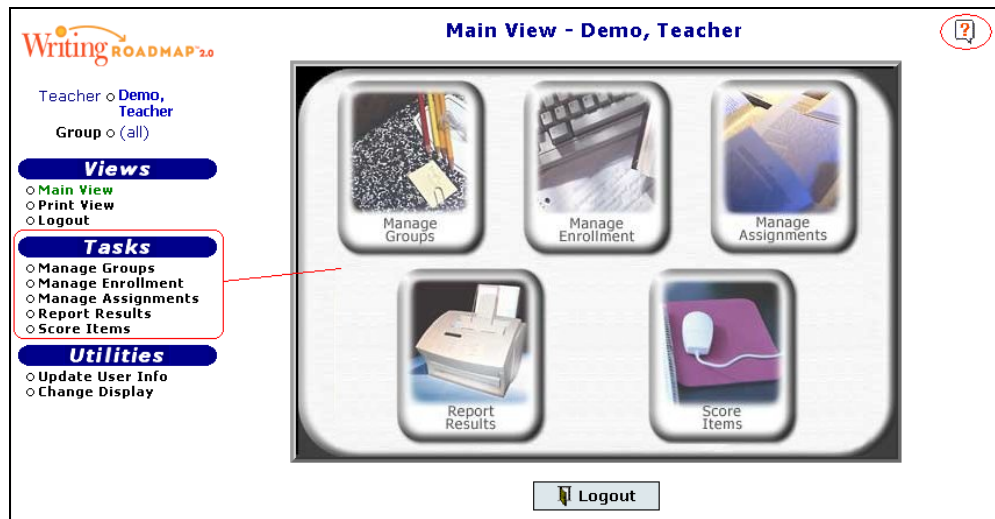 Writing ROADMAP™ 2.0
Main View - Demo, Teacher
?
Teacher Demo,
Teacher
Group (all)
Views
Main View
Print View
Logout
Tasks
Manage Groups
Manage Enrollment
Manage Assignments
Report Results
Score Items
Utilities
Update User Info
Change Display
Manage
Groups
Manage
Enrollment
Manage
Assignments
Report
Results
Score
Items
Logout